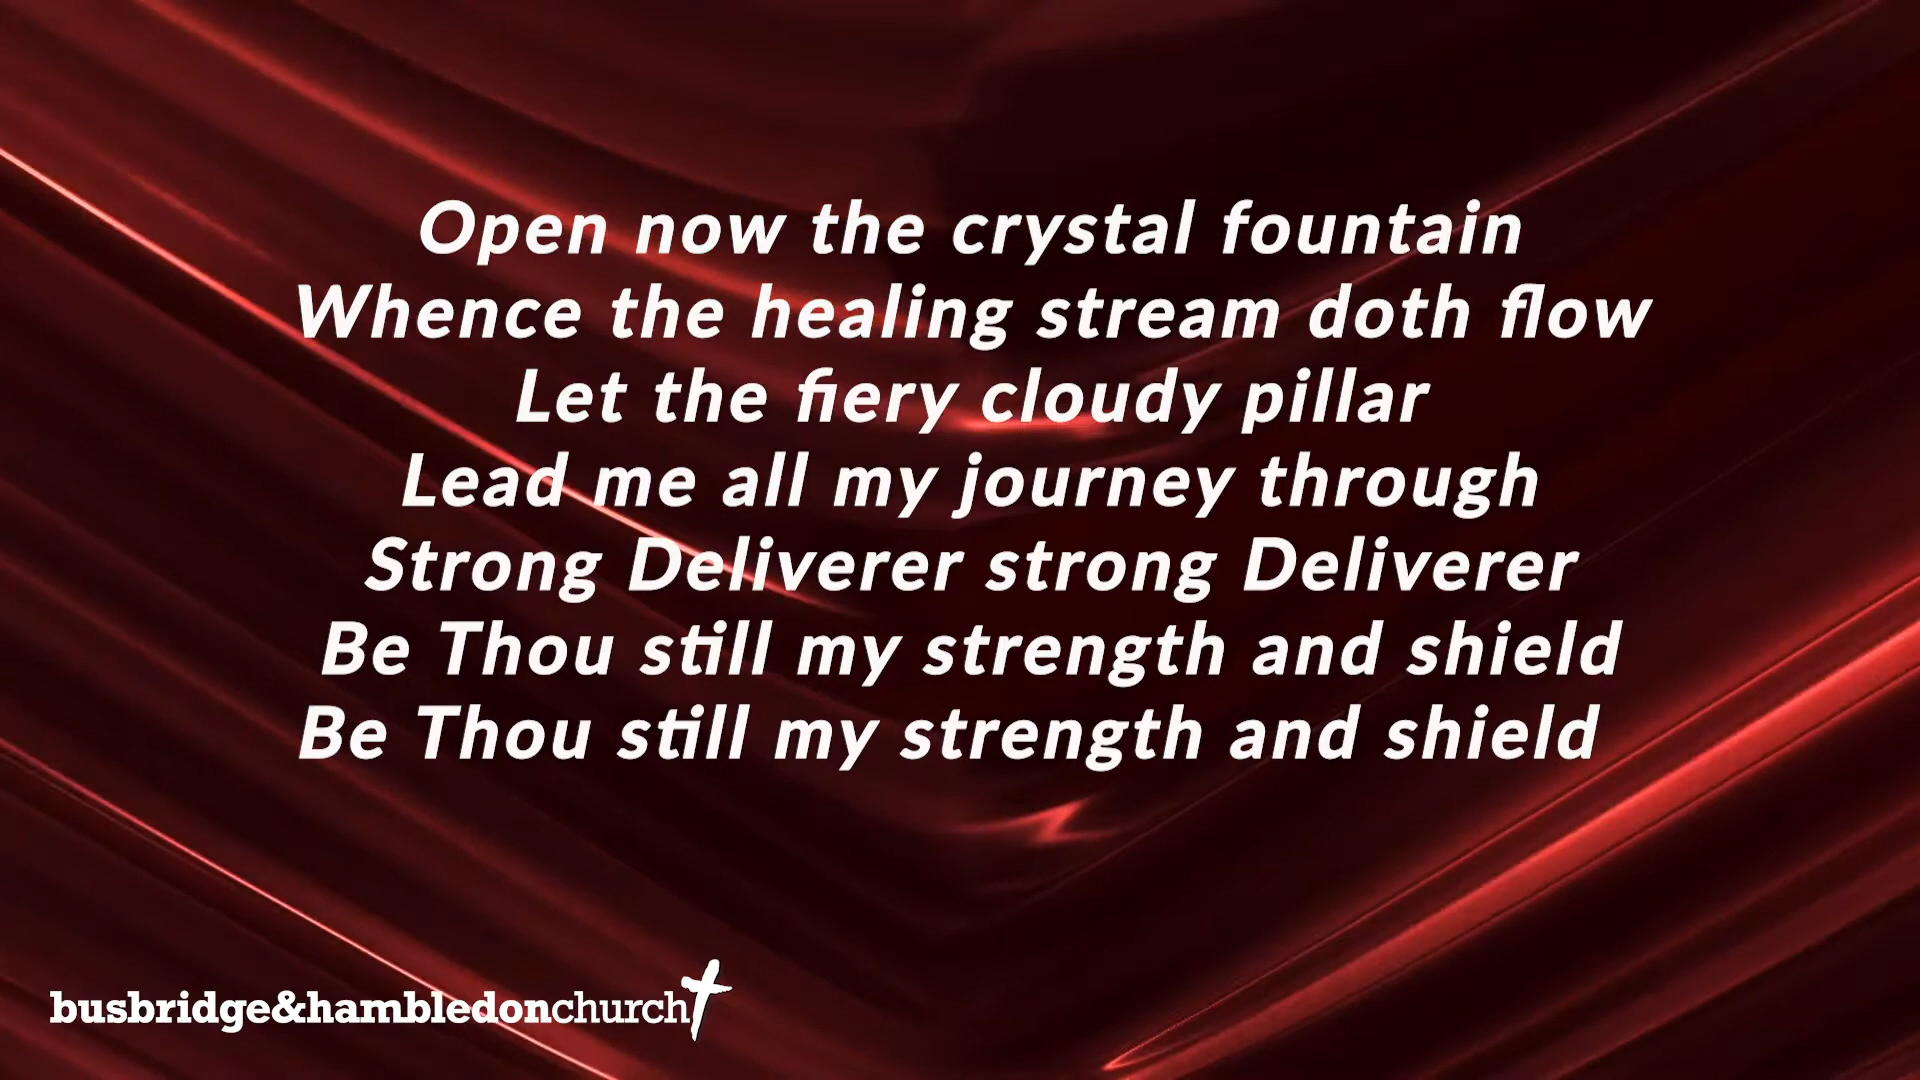 Open now the crystal fountain
Whence the healing stream doth flow
Let the fiery cloudy pillar
Lead me all my journey through
Strong Deliverer strong Deliverer
Be Thou still my strength and shield
Be Thou still my strength and shield
busbridge&hambledonchurch